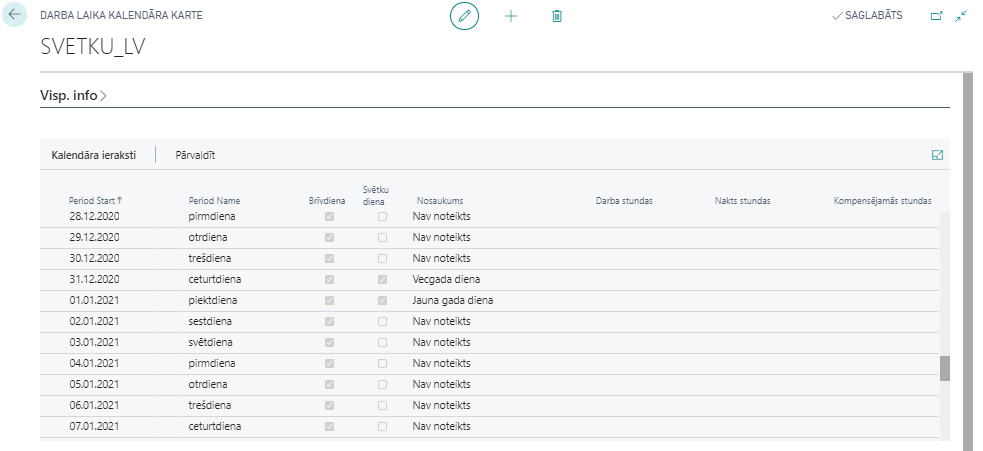 DARBA LAIKA KALENDĀRA KARTE SAGLABĀTS
SVETKU_LV
Visp. info
Kalendāra ieraksti Pārvaldīt
Period Start Period Name Brīvdiena Svētku diena Nosaukums Darba stundas Nakts stundas Kompensējamās stundas
28.12.2020 pirmdiena Nav noteikts
29.12.2020 otrdiena Nav noteikts
30.12.2020 trešdiena Nav noteikts
31.12.2020 ceturtdiena Vecgada diena
01.01.2021 piektdiena Jauna gada diena
02.01.2021 sestdiena Nav noteikts
03.01.2021 svētdiena Nav noteikts
04.01.2021 pirmdiena Nav noteikts
05.01.2021 otrdiena Nav noteikts
06.01.2021 trešdiena Nav noteikts
07.01.2021 ceturtdiena Nav noteikts